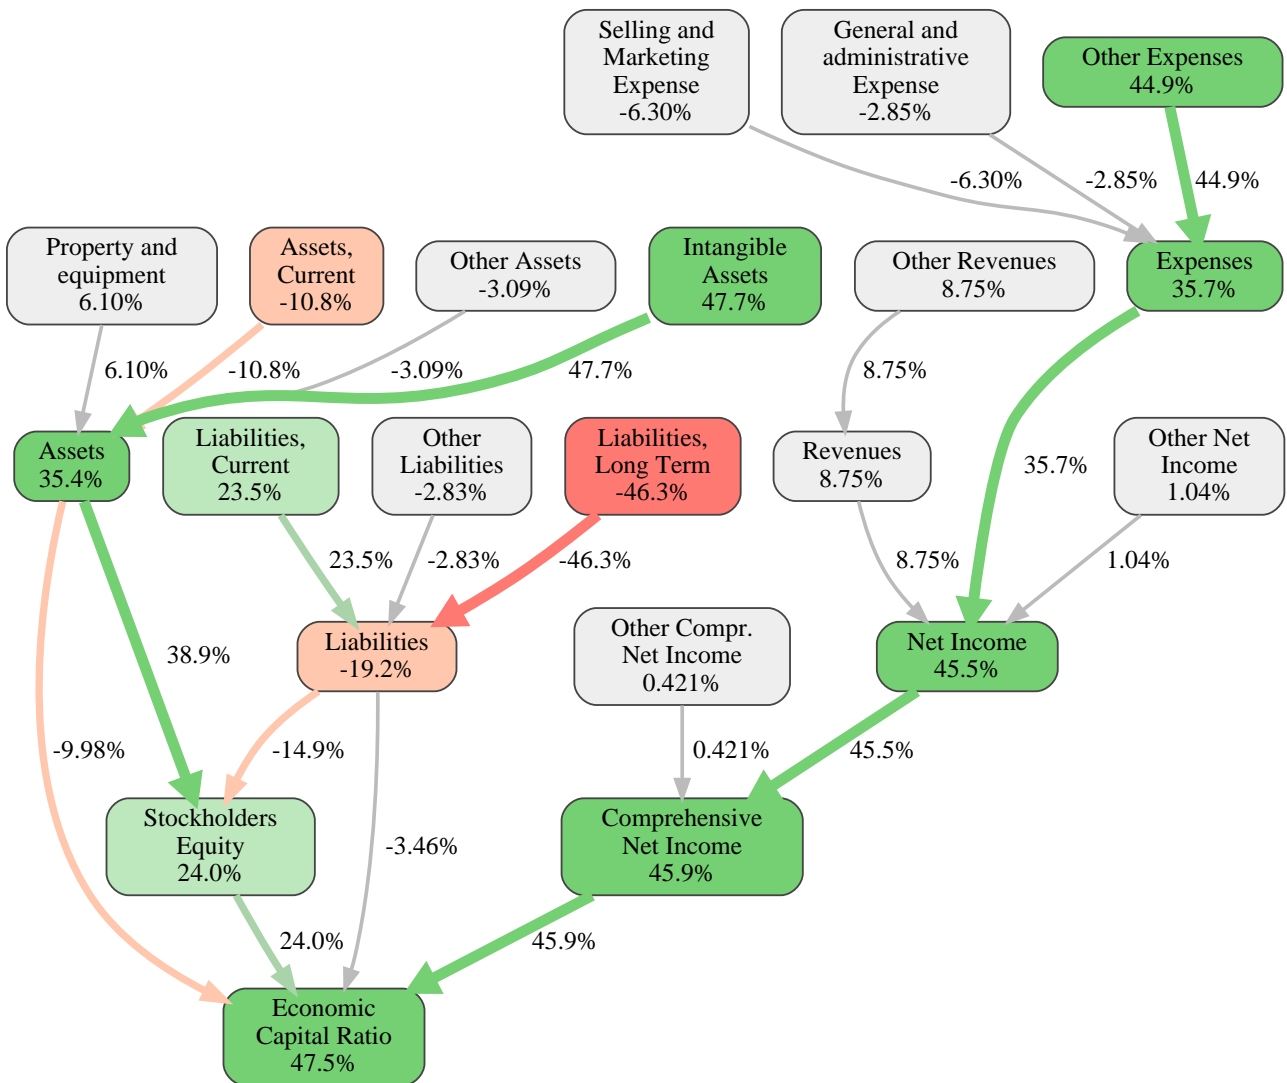 Selling and
Marketing
Expense
-6.30%
General and
administrative
Expense
-2.85%
Other Expenses
44.9%
-6.30%
-2.85%
44.9%
Property and
equipment
6.10%
Assets,
Current
-10.8%
Other Assets
-3.09%
Intangible
Assets
47.7%
Other Revenues
8.75%
Expenses
35.7%
6.10%
-10.8%
-3.09%
47.7%
8.75%
Assets
35.4%
Liabilities,
Current
23.5%
Other
Liabilities
-2.83%
Liabilities,
Long Term
-46.3%
Revenues
8.75%
35.7%
Other Net
Income
1.04%
23.5%
-2.83%
-46.3%
8.75%
1.04%
38.9%
Liabilities
-19.2%
Other Compr.
Net Income
0.421%
Net Income
45.5%
-9.98%
-14.9%
0.421%
45.5%
Stockholders
Equity
24.0%
-3.46%
Comprehensive
Net Income
45.9%
24.0%
45.9%
Economic
Capital Ratio
47.5%